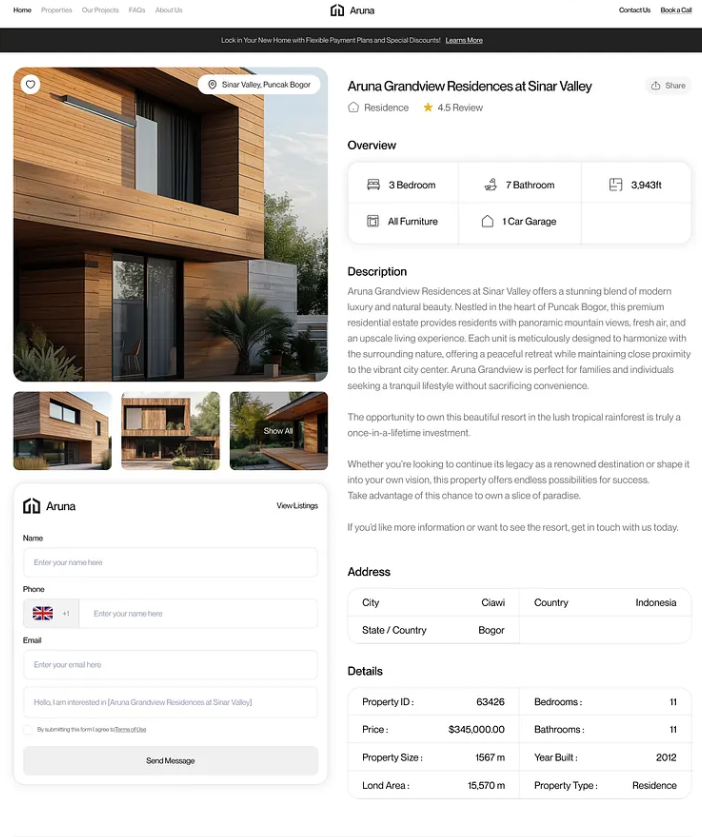 Home Properties Our Projects FAQs About Us
Aruna
Contact Us Book a Call
Lock in Your New Home with Flexible Payment Plans and Special Discounts! Learns More
Sinar Valley, Puncak Bogor
Show All
Aruna
View Listings
Name
Enter your name here
Phone
+1 Enter your name here
Email
Enter your email here
Hello, I am interested in [Aruna Grandview Residences at Sinar Valley]
By submitting this form I agree to Terms of Use
Send Message
Aruna Grandview Residences at Sinar Valley
Share
Residence 4.5 Review
Overview
3 Bedroom 7 Bathroom 3,943ft
All Furniture 1 Car Garage
Description
Aruna Grandview Residences at Sinar Valley offers a stunning blend of modern
luxury and natural beauty. Nestled in the heart of Puncak Bogor, this premium
residential estate provides residents with panoramic mountain views, fresh air, and
an upscale living experience. Each unit is meticulously designed to harmonize with
the surrounding nature, offering a peaceful retreat while maintaining close proximity
to the vibrant city center. Aruna Grandview is perfect for families and individuals
seeking a tranquil lifestyle without sacrificing convenience.
The opportunity to own this beautiful resort in the lush tropical rainforest is truly a
once-in-a-lifetime investment.
Whether you're looking to continue its legacy as a renowned destination or shape it
into your own vision, this property offers endless possibilities for success.
Take advantage of this chance to own a slice of paradise.
If you'd like more information or want to see the resort, get in touch with us today.
Address
City Ciawi Country Indonesia
State / Country Bogor
Details
Property ID : 63426 Bedrooms : 11
Price : $345,000.00 Bathrooms : 11
Property Size : 1567 m Year Built : 2012
Lond Area : 15,570 m Property Type : Residence